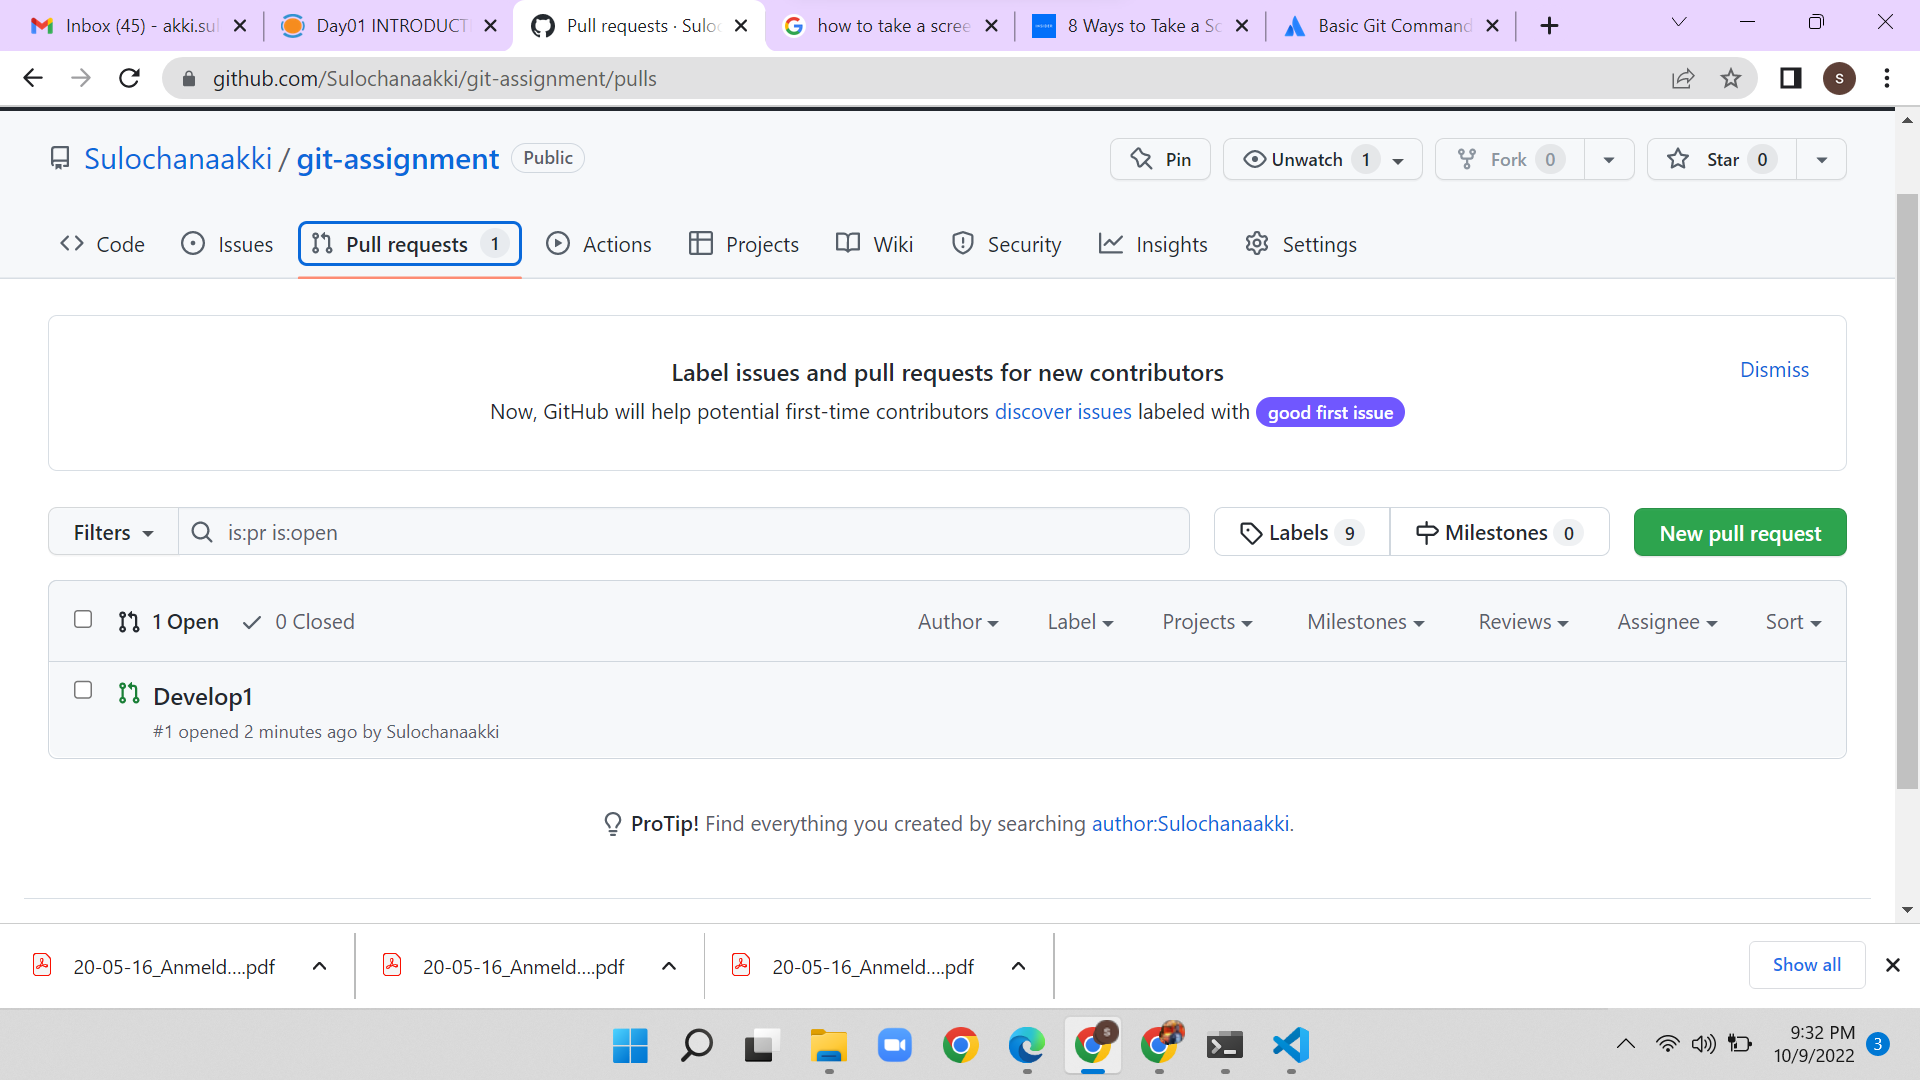 Inbox (45) - akki.sul
Day01 INTRODUCTI
Pull requests · Suloc
how to take a scree
8 Ways to Take a Sc
Basic Git Command
github.com/Sulochanaakki/git-assignment/pulls
s
Sulochanaakki / git-assignment Public
Pin
Unwatch 1
Fork 0
Star 0
Code
Issues
Pull requests 1
Actions
Projects
Wiki
Security
Insights
Settings
Label issues and pull requests for new contributors
Dismiss
Now, GitHub will help potential first-time contributors discover issues labeled with good first issue
Filters
is:pr is:open
Labels 9
Milestones 0
New pull request
1 Open
0 Closed
Author
Label
Projects
Milestones
Reviews
Assignee
Sort
Develop1
#1 opened 2 minutes ago by Sulochanaakki
ProTip! Find everything you created by searching author:Sulochanaakki.
20-05-16_Anmeld....pdf
20-05-16_Anmeld....pdf
20-05-16_Anmeld....pdf
Show all
9:32 PM
10/9/2022
3